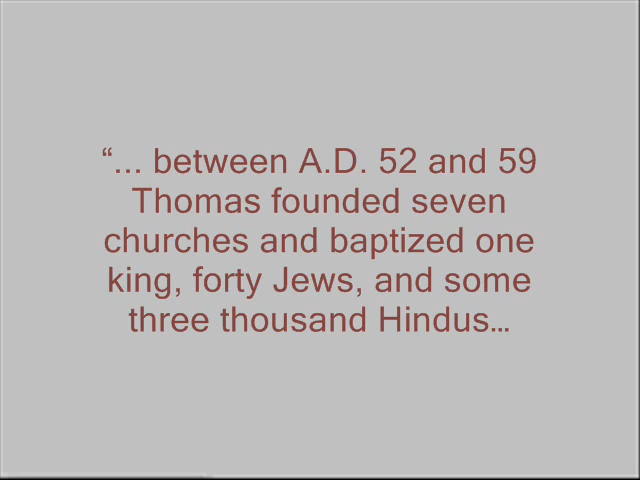 “... between A.D. 52 and 59
Thomas founded seven
churches and baptized one
king, forty Jews, and some
three thousand Hindus…